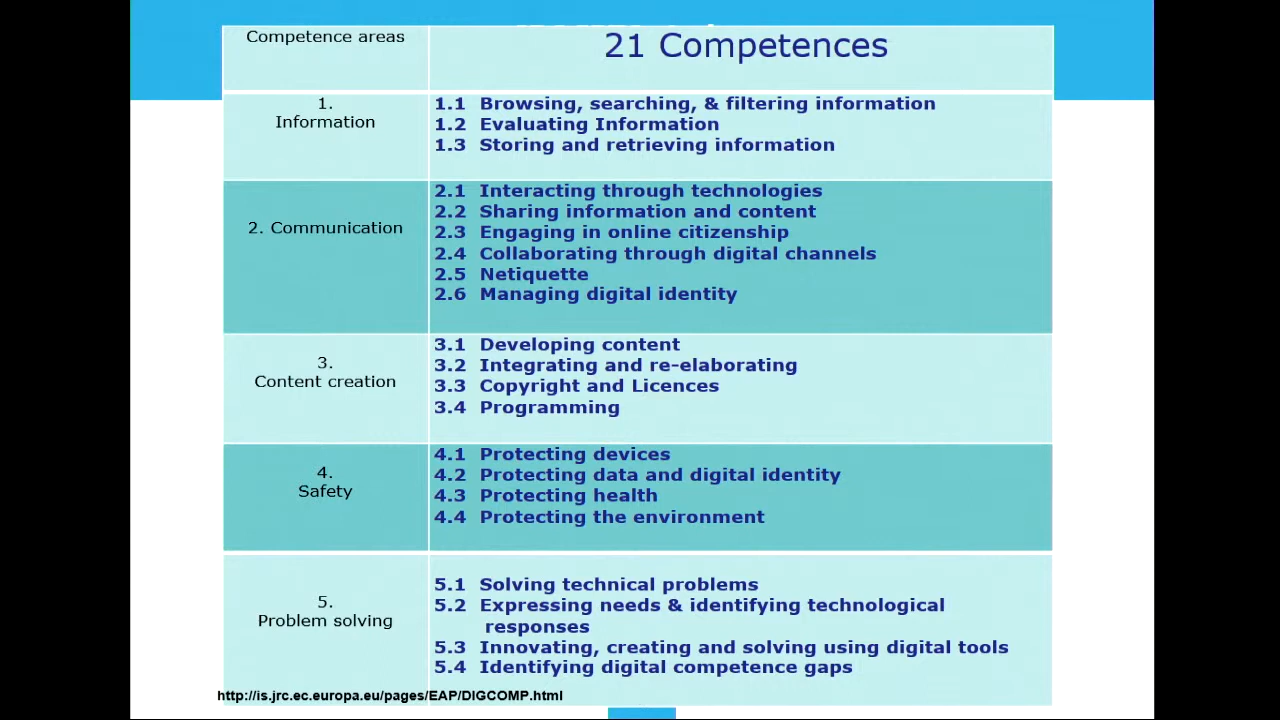 Competence areas
21 Competences
1.
Information
1.1 Browsing, searching, & filtering information
1.2 Evaluating Information
1.3 Storing and retrieving information
2. Communication
2.1 Interacting through technologies
2.2 Sharing information and content
2.3 Engaging in online citizenship
2.4 Collaborating through digital channels
2.5 Netiquette
2.6 Managing digital identity
3.
Content creation
3.1 Developing content
3.2 Integrating and re-elaborating
3.3 Copyright and Licences
3.4 Programming
4.
Safety
4.1 Protecting devices
4.2 Protecting data and digital identity
4.3 Protecting health
4.4 Protecting the environment
5.
Problem solving
5.1 Solving technical problems
5.2 Expressing needs & identifying technological
responses
5.3 Innovating, creating and solving using digital tools
5.4 Identifying digital competence gaps
http://is.jrc.ec.europa.eu/pages/EAP/DIGCOMP.html